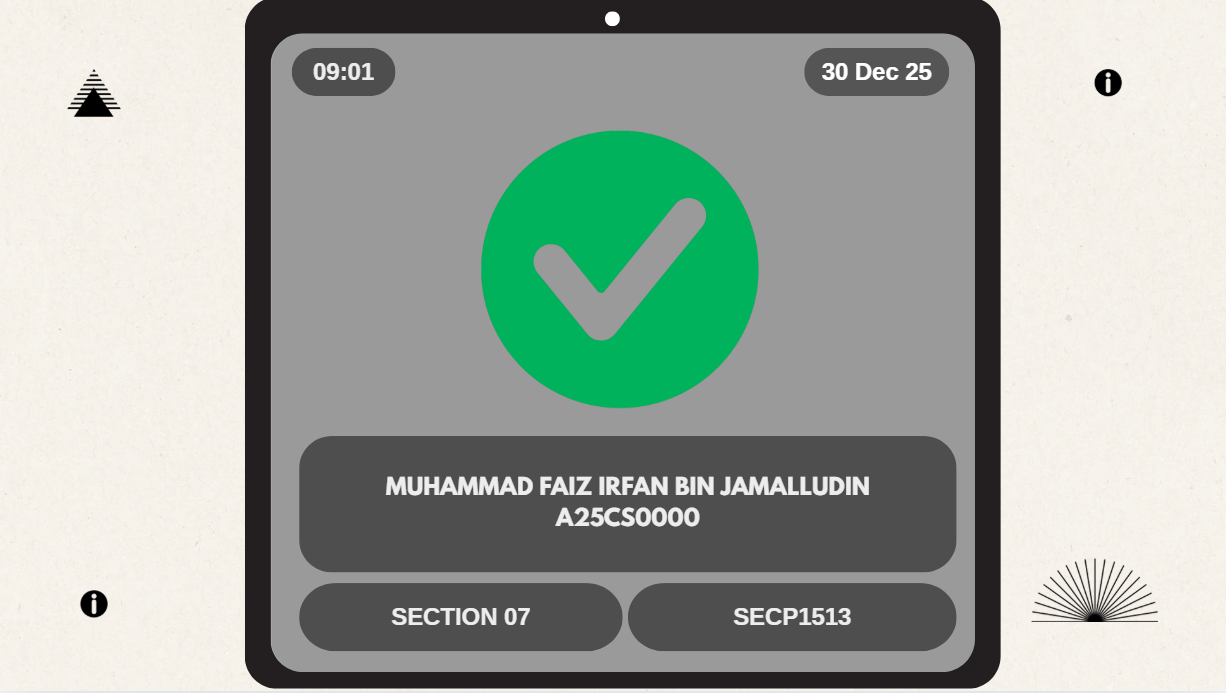 09:01
30 Dec 25
MUHAMMAD FAIZ IRFAN BIN JAMALLUDIN
A25CS0000
SECTION 07
SECP1513